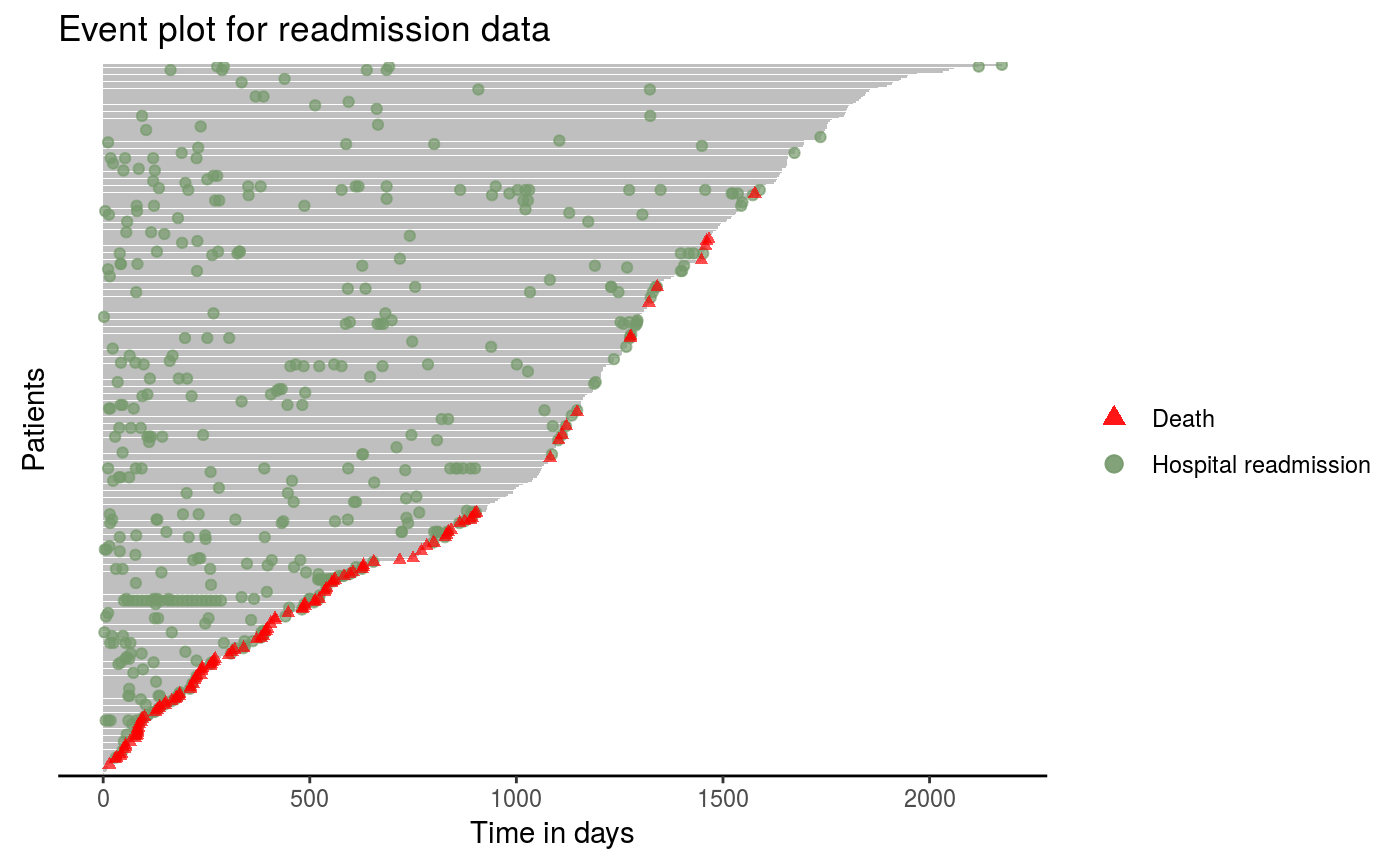 Event plot for readmission data
Patients
Death
Hospital readmission
0 500 1000 1500 2000
Time in days